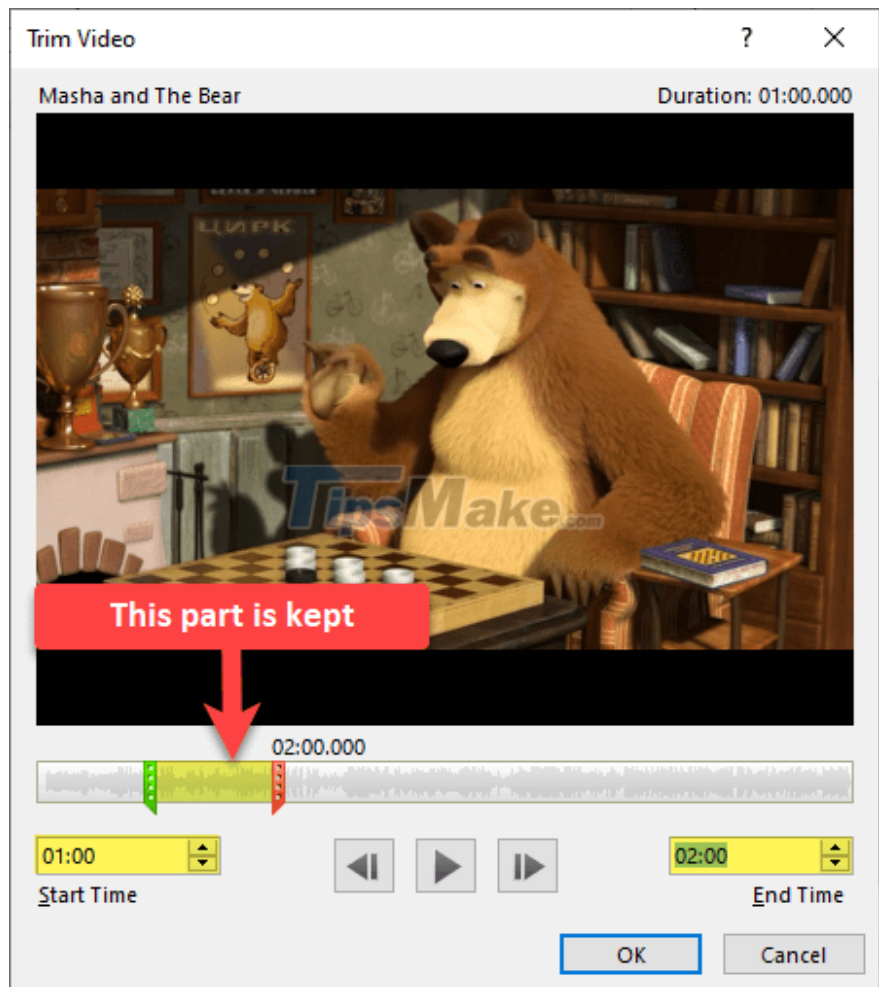 Trim Video
?
Masha and The Bear
Duration: 01:00.000
ЦИРК
TipsMake.com
This part is kept
02:00.000
01:00
02:00
Start Time
End Time
OK
Cancel